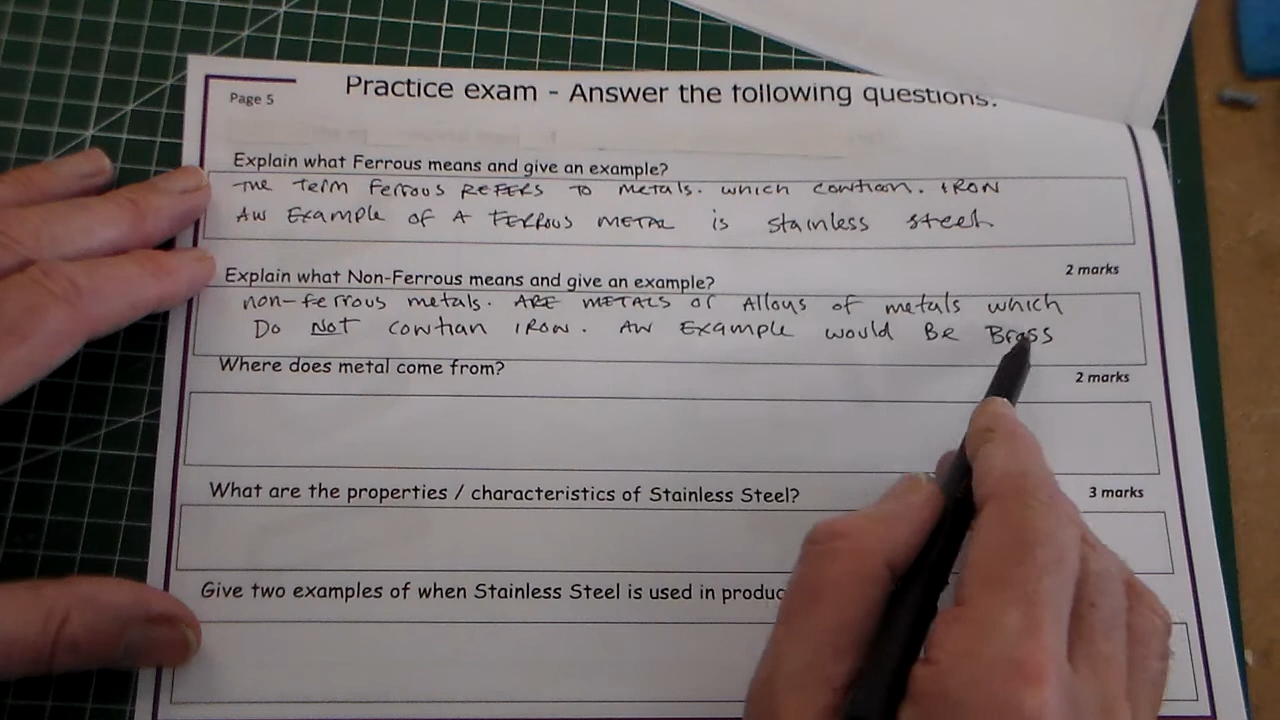 Practice exam - Answer the following questions.
Page 5
Explain what Ferrous means and give an example?
THE Term Ferrous REFERS TO METALS. which cowtian. IRON
AW Example of A FERROUS METAL is stainless steel
2 marks
Explain what Non-Ferrous means and give an example?
non-ferrous metals. ARE METALS or Alloys of metals which
Do NOT cowtian IRON. AW Example would BE Brass
2 marks
Where does metal come from?
3 marks
What are the properties / characteristics of Stainless Steel?
Give two examples of when Stainless Steel is used in produc